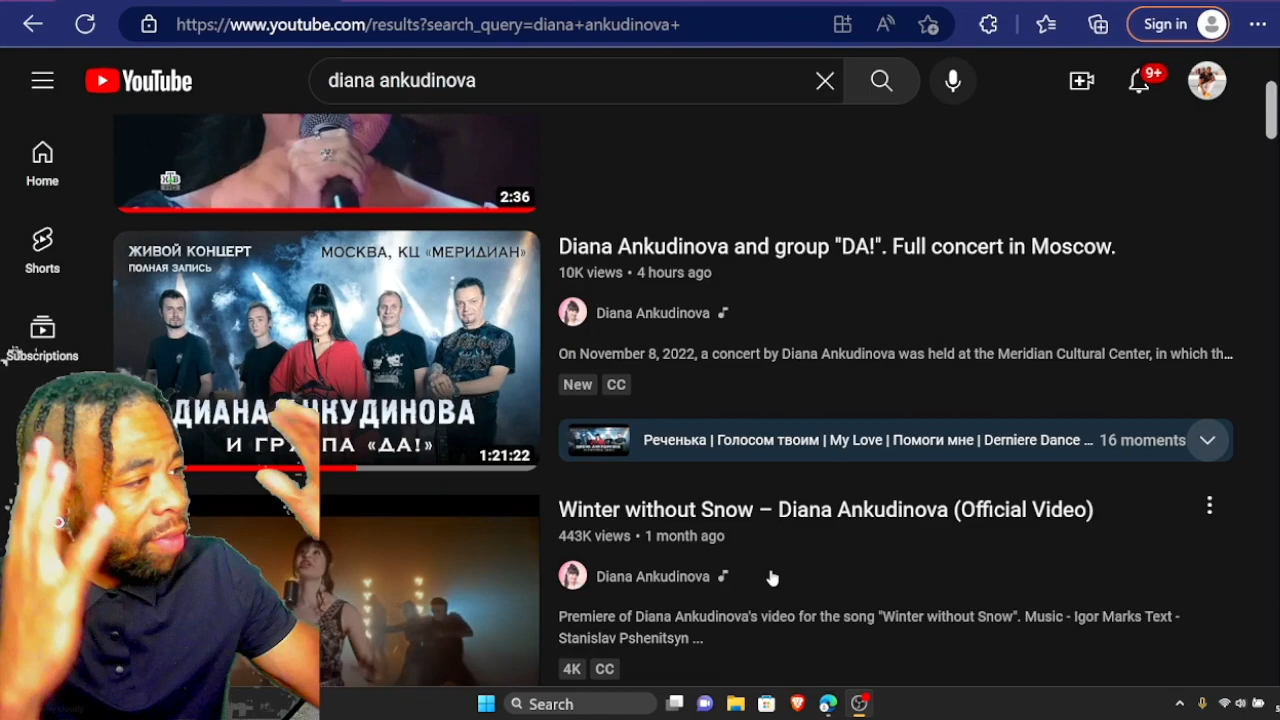 https://www.youtube.com/results?search_query=diana+ankudinova+
Sign in
YouTube
diana ankudinova
9+
Home
Shorts
Subscriptions
2:36
ЖИВОЙ КОНЦЕРТ
ПОЛНАЯ ЗАПИСЬ
МОСКВА, КЦ «МЕРИДИАН»
ДИАНА
И ГР
«ДА!»
1:21:22
Diana Ankudinova and group "DA!". Full concert in Moscow.
10K views • 4 hours ago
Diana Ankudinova
On November 8, 2022, a concert by Diana Ankudinova was held at the Meridian Cultural Center, in which th...
New CC
Реченька | Голосом твоим | My Love | Помоги мне | Derniere Dance ... 16 moments
Winter without Snow – Diana Ankudinova (Official Video)
443K views • 1 month ago
Diana Ankudinova
Premiere of Diana Ankudinova's video for the song "Winter without Snow". Music - Igor Marks Text -
Stanislav Pshenitsyn ...
4K CC
Search